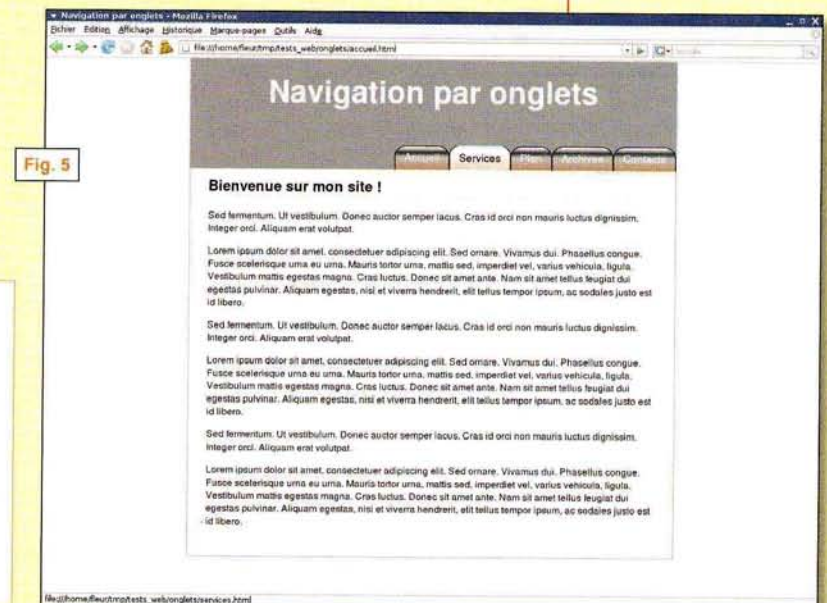 Navigation par onglets - Mozilla Firefox
Fichier Edition Affichage Historique Marque-pages Outils Aide
file:///home/fleur/tmp/tests_web/onglets/accueil.html
Navigation par onglets
Fig. 5
Accueil Services Plan Archives Contacts
Bienvenue sur mon site !
Sed fermentum. Ut vestibulum. Donec auctor semper lacus. Cras id orci non mauris luctus dignissim.
Integer orci. Aliquam erat volutpat.
Lorem ipsum dolor sit amet, consectetuer adipiscing elit. Sed ornare. Vivamus dui. Phasellus congue.
Fusce scelerisque urna eu urna. Mauris tortor urna, mattis sed, imperdiet vel, varius vehicula, ligula.
Vestibulum mattis egestas magna. Cras luctus. Donec sit amet ante. Nam sit amet tellus feugiat dui
egestas pulvinar. Aliquam egestas, nisi et viverra hendrerit, elit tellus tempor ipsum, ac sodales justo est
id libero.
Sed fermentum. Ut vestibulum. Donec auctor semper lacus. Cras id orci non mauris luctus dignissim.
Integer orci. Aliquam erat volutpat.
Lorem ipsum dolor sit amet, consectetuer adipiscing elit. Sed ornare. Vivamus dui. Phasellus congue.
Fusce scelerisque urna eu urna. Mauris tortor urna, mattis sed, imperdiet vel, varius vehicula, ligula.
Vestibulum mattis egestas magna. Cras luctus. Donec sit amet ante. Nam sit amet tellus feugiat dui
egestas pulvinar. Aliquam egestas, nisi et viverra hendrerit, elit tellus tempor ipsum, ac sodales justo est
id libero.
Sed fermentum. Ut vestibulum. Donec auctor semper lacus. Cras id orci non mauris luctus dignissim.
Integer orci. Aliquam erat volutpat.
Lorem ipsum dolor sit amet, consectetuer adipiscing elit. Sed ornare. Vivamus dui. Phasellus congue.
Fusce scelerisque urna eu urna. Mauris tortor urna, mattis sed, imperdiet vel, varius vehicula, ligula.
Vestibulum mattis egestas magna. Cras luctus. Donec sit amet ante. Nam sit amet tellus feugiat dui
egestas pulvinar. Aliquam egestas, nisi et viverra hendrerit, elit tellus tempor ipsum, ac sodales justo est
id libero.
file:///home/fleur/tmp/tests_web/onglets/services.html